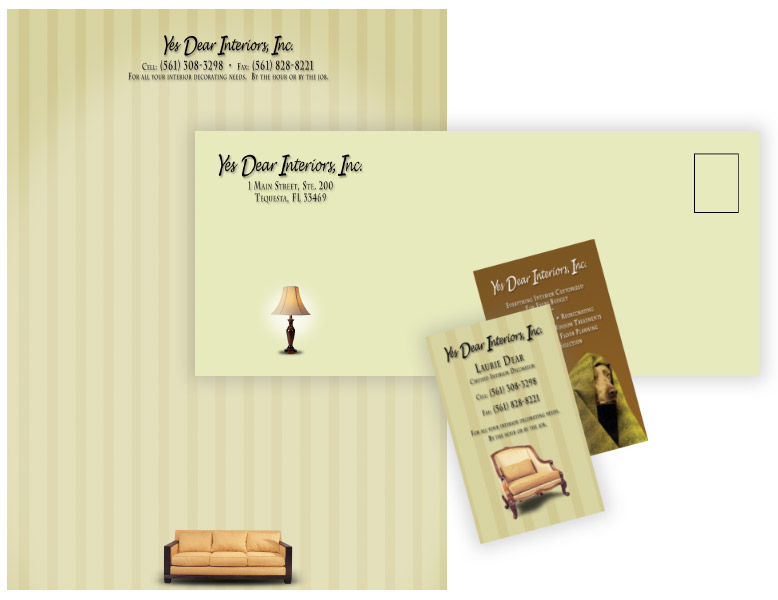 Yes Dear Interiors, Inc.
Cell: (561) 308-3298 • Fax: (561) 828-8221
For all your interior decorating needs. By the hour or by the job.
Yes Dear Interiors, Inc.
1 Main Street, Ste. 200
Tequesta, FL 33469
Yes Dear Interiors, Inc.
Everything Interior Customized
Budget
• Redecorating
Window Treatments
Floor Planning
Yes Dear Interiors, Inc.
Laurie Dear
Certified Interior Decorator
Cell: (561) 308-3298
Fax: (561) 828-8221
For all your interior decorating needs.
By the hour or by the job.